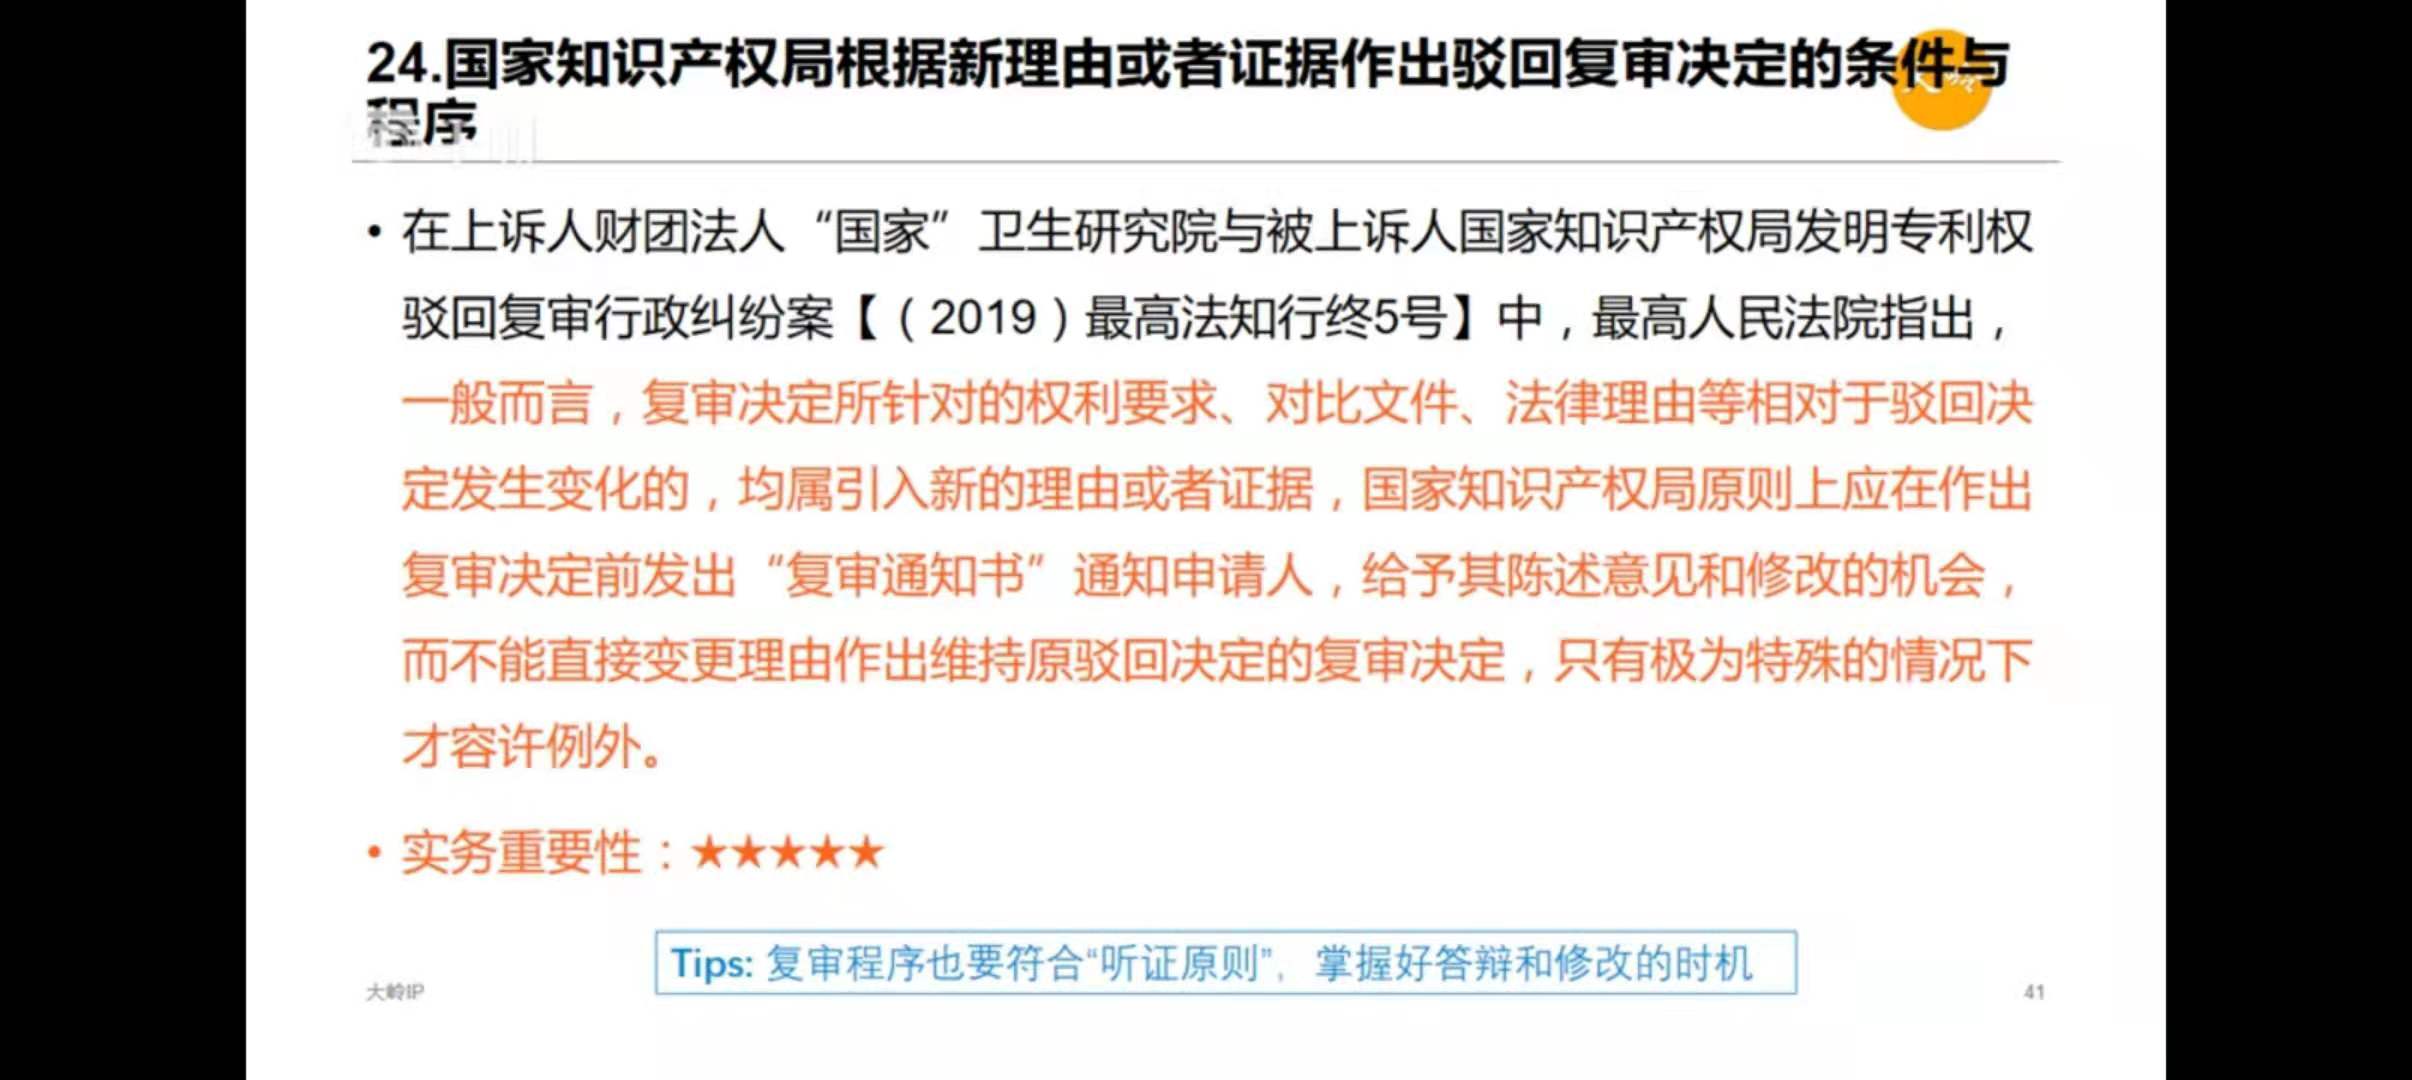 24.国家知识产权局根据新理由或者证据作出驳回复审决定的条件与
程序
• 在上诉人财团法人“国家”卫生研究院与被上诉人国家知识产权局发明专利权
驳回复审行政纠纷案【（2019）最高法知行终5号】中，最高人民法院指出，
一般而言，复审决定所针对的权利要求、对比文件、法律理由等相对于驳回决
定发生变化的，均属引入新的理由或者证据，国家知识产权局原则上应在作出
复审决定前发出“复审通知书”通知申请人，给予其陈述意见和修改的机会，
而不能直接变更理由作出维持原驳回决定的复审决定，只有极为特殊的情况下
才容许例外。
• 实务重要性：★★★★★
Tips: 复审程序也要符合“听证原则”，掌握好答辩和修改的时机
大岭IP
41